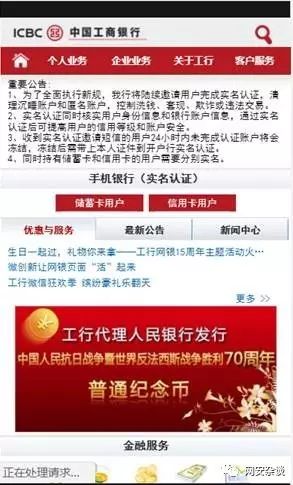 ICBC 中国工商银行
个人业务 企业业务 关于工行 客户服务
重要公告:
1、为了全面执行新规，我行将陆续邀请用户完成实名认证，清
理沉睡账户和匿名账户，控制洗钱、套现、欺诈或违法交易。
2、实名认证同时核实用户身份信息和银行账户信息，通过实
名认证后可提高用户的信用等级和账户安全。
3、收到实名认证邀请短信的用户24小时内未完成认证账户将会
冻结，冻结后需带上本人证件到开户行实名认证。
4、同时持有储蓄卡和信用卡的用户需要分别实名。
手机银行（实名认证）
储蓄卡用户 信用卡用户
优惠与服务 最新公告 新闻中心
生日一起过，礼物你来拿——工行网银15周年主题活动火…
微创新让网银页面“活”起来
工行微信狂欢季 缤纷豪礼乐翻天
更多 >>
工行代理人民银行发行
中国人民抗日战争暨世界反法西斯战争胜利70周年
普通纪念币
金融服务
正在处理请求...
网安杂谈